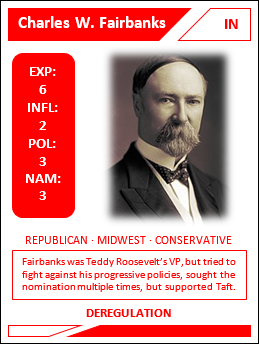 Charles W. Fairbanks
IN
EXP:
6
INFL:
2
POL:
3
NAM:
3
REPUBLICAN · MIDWEST · CONSERVATIVE
Fairbanks was Teddy Roosevelt's VP, but tried to
fight against his progressive policies, sought the
nomination multiple times, but supported Taft.
DEREGULATION